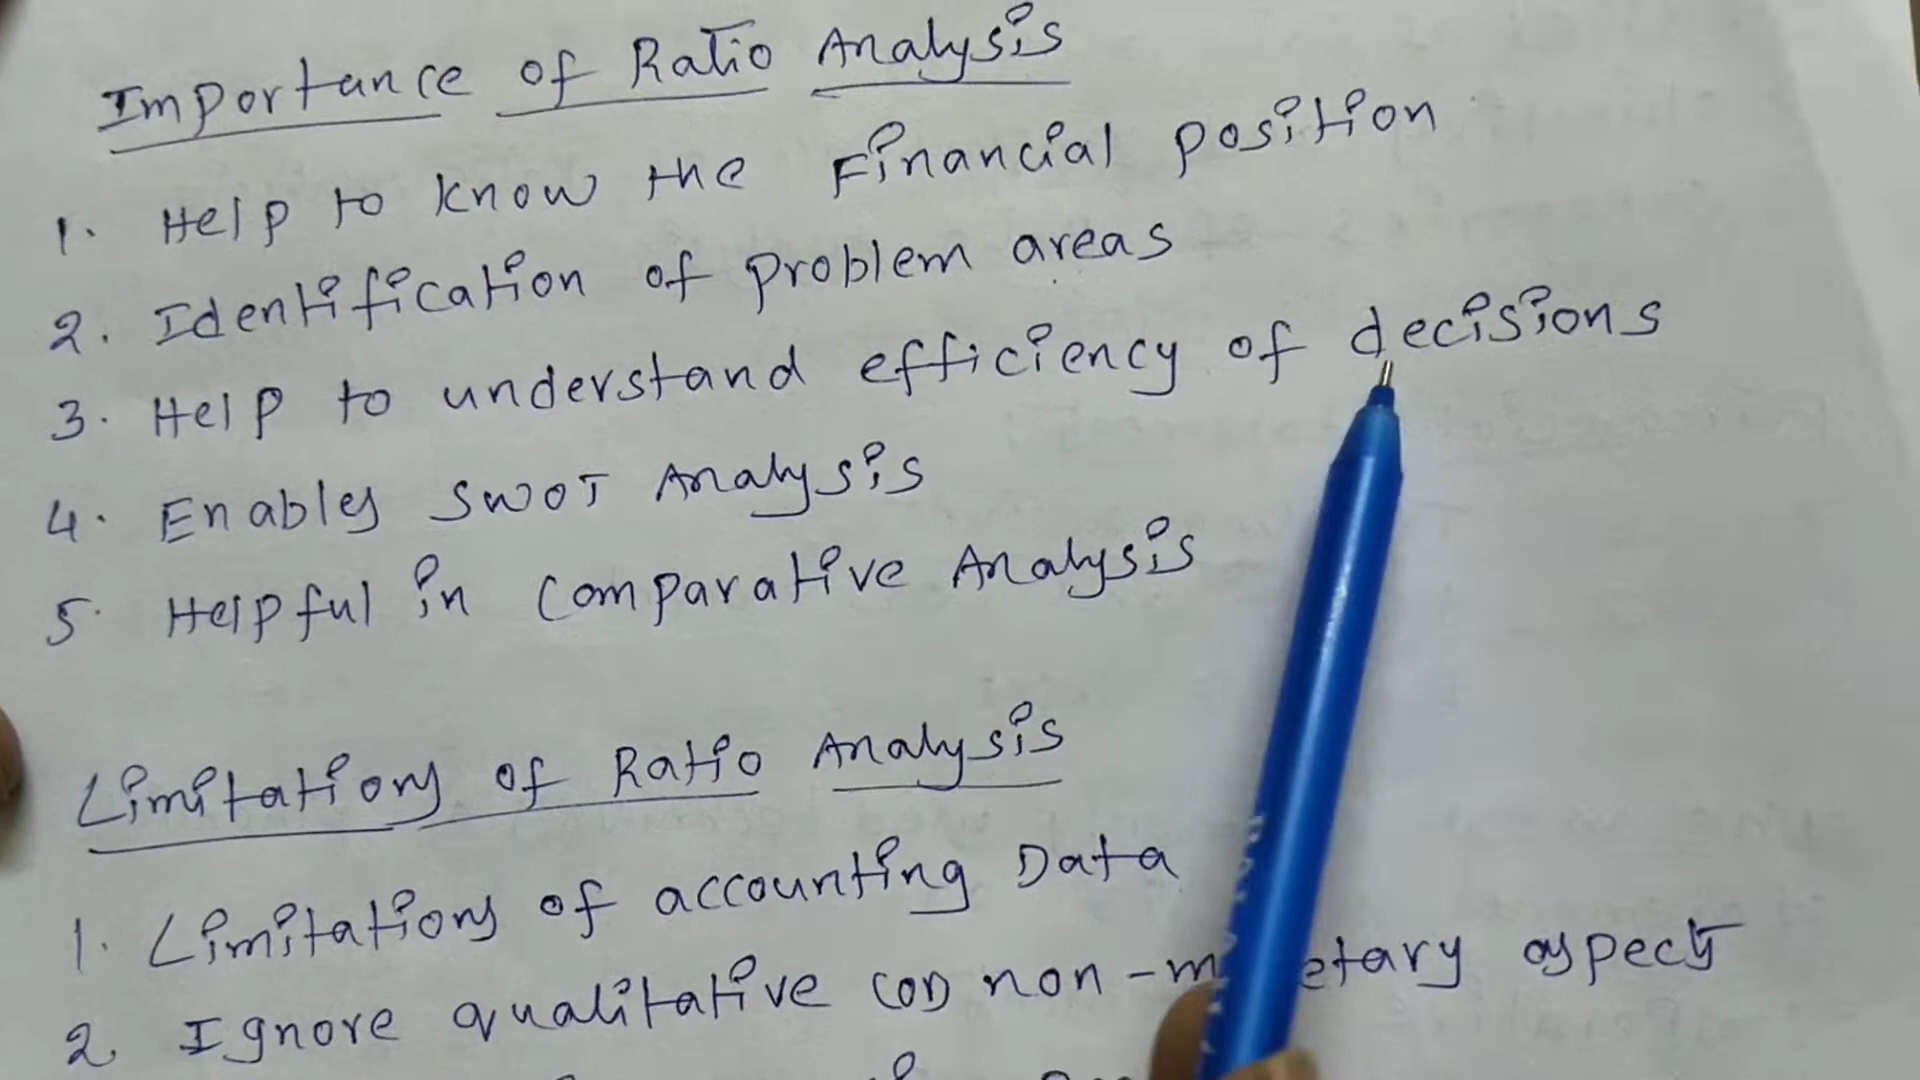 Importance of Ratio Analysis
1. Help to know the Financial position
2. Identification of problem areas
3. Help to understand efficiency of decisions
4. Enables SWOT Analysis
5. Helpful in Comparative Analysis
Limitations of Ratio Analysis
1. Limitations of accounting Data
2. Ignore qualitative (or) non-m etary aspects